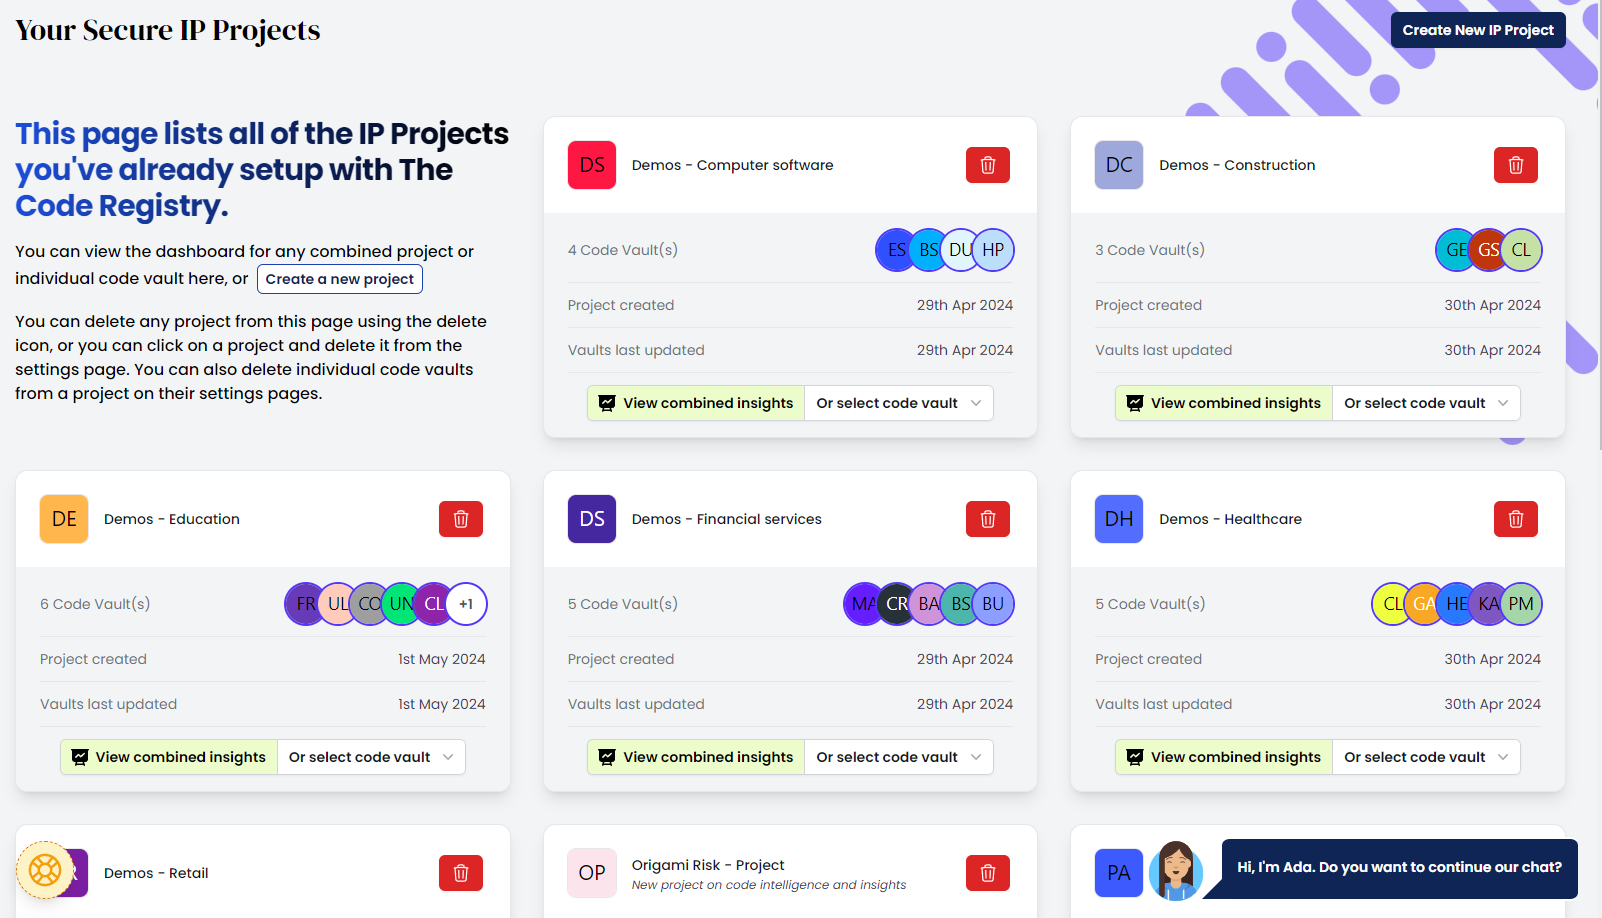 Your Secure IP Projects
Create New IP Project
This page lists all of the IP Projects
you've already setup with The
Code Registry.
You can view the dashboard for any combined project or
individual code vault here, or Create a new project
You can delete any project from this page using the delete
icon, or you can click on a project and delete it from the
settings page. You can also delete individual code vaults
from a project on their settings pages.
DS Demos - Computer software
4 Code Vault(s) ES BS DU HP
Project created 29th Apr 2024
Vaults last updated 29th Apr 2024
View combined insights Or select code vault
DC Demos - Construction
3 Code Vault(s) GE GS CL
Project created 30th Apr 2024
Vaults last updated 30th Apr 2024
View combined insights Or select code vault
DE Demos - Education
6 Code Vault(s) FR UL CO UN CL +1
Project created 1st May 2024
Vaults last updated 1st May 2024
View combined insights Or select code vault
DS Demos - Financial services
5 Code Vault(s) MA CR BA BS BU
Project created 29th Apr 2024
Vaults last updated 29th Apr 2024
View combined insights Or select code vault
DH Demos - Healthcare
5 Code Vault(s) CL GA HE KA PM
Project created 30th Apr 2024
Vaults last updated 30th Apr 2024
View combined insights Or select code vault
Demos - Retail
OP Origami Risk - Project
New project on code intelligence and insights
PA
Hi, I'm Ada. Do you want to continue our chat?